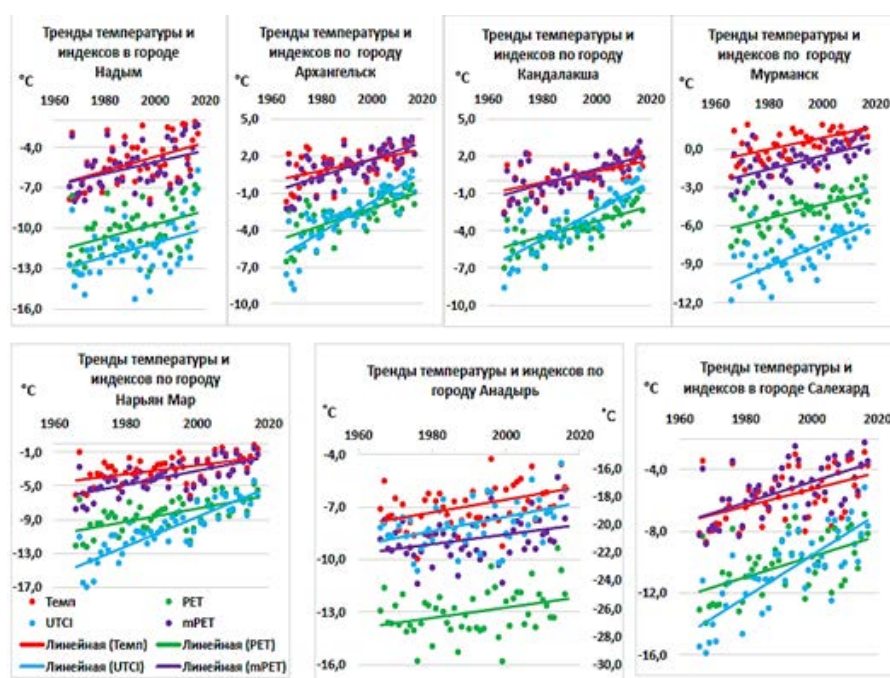 Тренды температуры и
индексов в городе
Надым
°C
1960 1980 2000 2020
-4,0
-7,0
-10,0
-13,0
-16,0
Тренды температуры и
индексов по городу
Архангельск
°C
1960 1980 2000 2020
5,0
2,0
-1,0
-4,0
-7,0
-10,0
Тренды температуры и
индексов по городу
Кандалакша
°C
1960 1980 2000 2020
5,0
2,0
-1,0
-4,0
-7,0
-10,0
Тренды температуры и
индексов по городу
Мурманск
°C
1960 1980 2000 2020
0,0
-3,0
-6,0
-9,0
-12,0
Тренды температуры и
индексов по городу
Нарьян Мар
°C
1960 1980 2000 2020
-1,0
-5,0
-9,0
-13,0
-17,0
Темп PET
UTCI mPET
Линейная (Темп) Линейная (PET)
Линейная (UTCI) Линейная (mPET)
Тренды температуры и индексов по
городу Анадырь
°C
°C
1960 1980 2000 2020
-4,0
-7,0
-10,0
-13,0
-16,0
-16,0
-18,0
-20,0
-22,0
-24,0
-26,0
-28,0
-30,0
Тренды температуры и
индексов в городе Салехард
°C
1960 1980 2000 2020
-4,0
-8,0
-12,0
-16,0